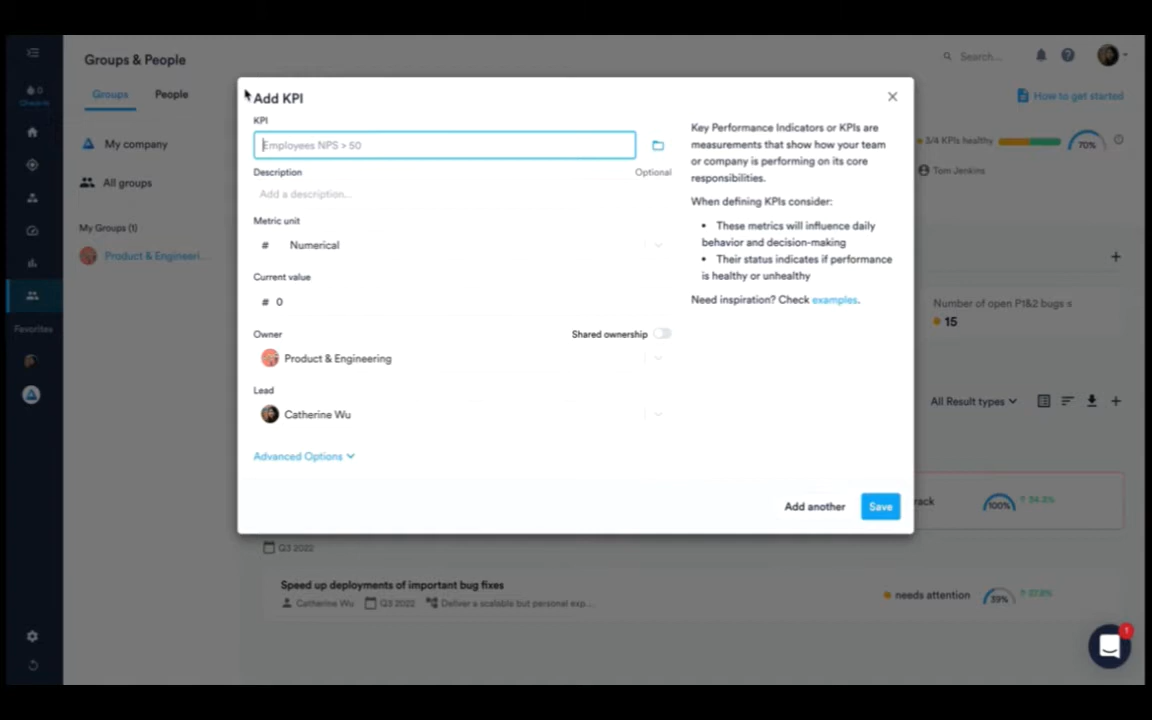 Groups & People
Search...
Groups
People
How to get started
My company
All groups
My Groups (1)
Product & Engineeri...
Favorites
Add KPI
KPI
Employees NPS > 50
Description
Optional
Add a description...
Metric unit
# Numerical
Current value
# 0
Owner
Shared ownership
Product & Engineering
Lead
Catherine Wu
Advanced Options
Key Performance Indicators or KPIs are
measurements that show how your team
or company is performing on its core
responsibilities.
When defining KPIs consider:
• These metrics will influence daily
behavior and decision-making
• Their status indicates if performance
is healthy or unhealthy
Need inspiration? Check examples.
Add another
Save
3/4 KPIs healthy
70%
Tom Jenkins
Number of open P1&2 bugs s
15
All Result types
rack
100%
↑ 34.3%
Q3 2022
Speed up deployments of important bug fixes
Catherine Wu
Q3 2022
Deliver a scalable but personal exp...
needs attention
39%
↑ 37.8%
1